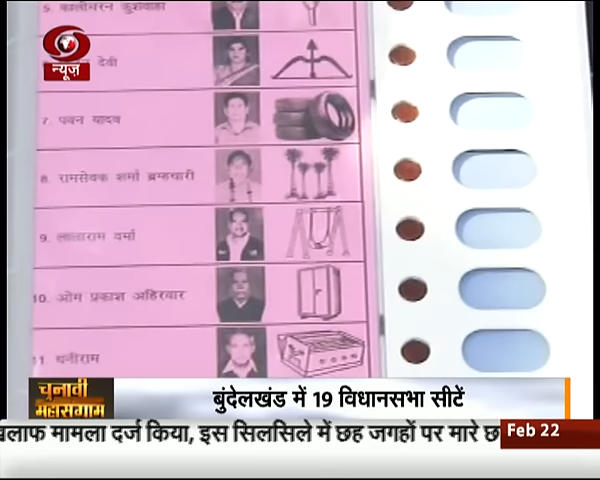 5. कालीचरन कुशवाहा
न्यूज़
देवी
7. पवन यादव
8. रामसेवक शर्मा ब्रम्हचारी
9. लालाराम वर्मा
10. ओम प्रकाश अहिरवार
11 धनीराम
चुनावी
महासंग्राम
बुंदेलखंड में 19 विधानसभा सीटें
मामला दर्ज किया, इस सिलसिले में छह जगहों पर मारे
Feb 22